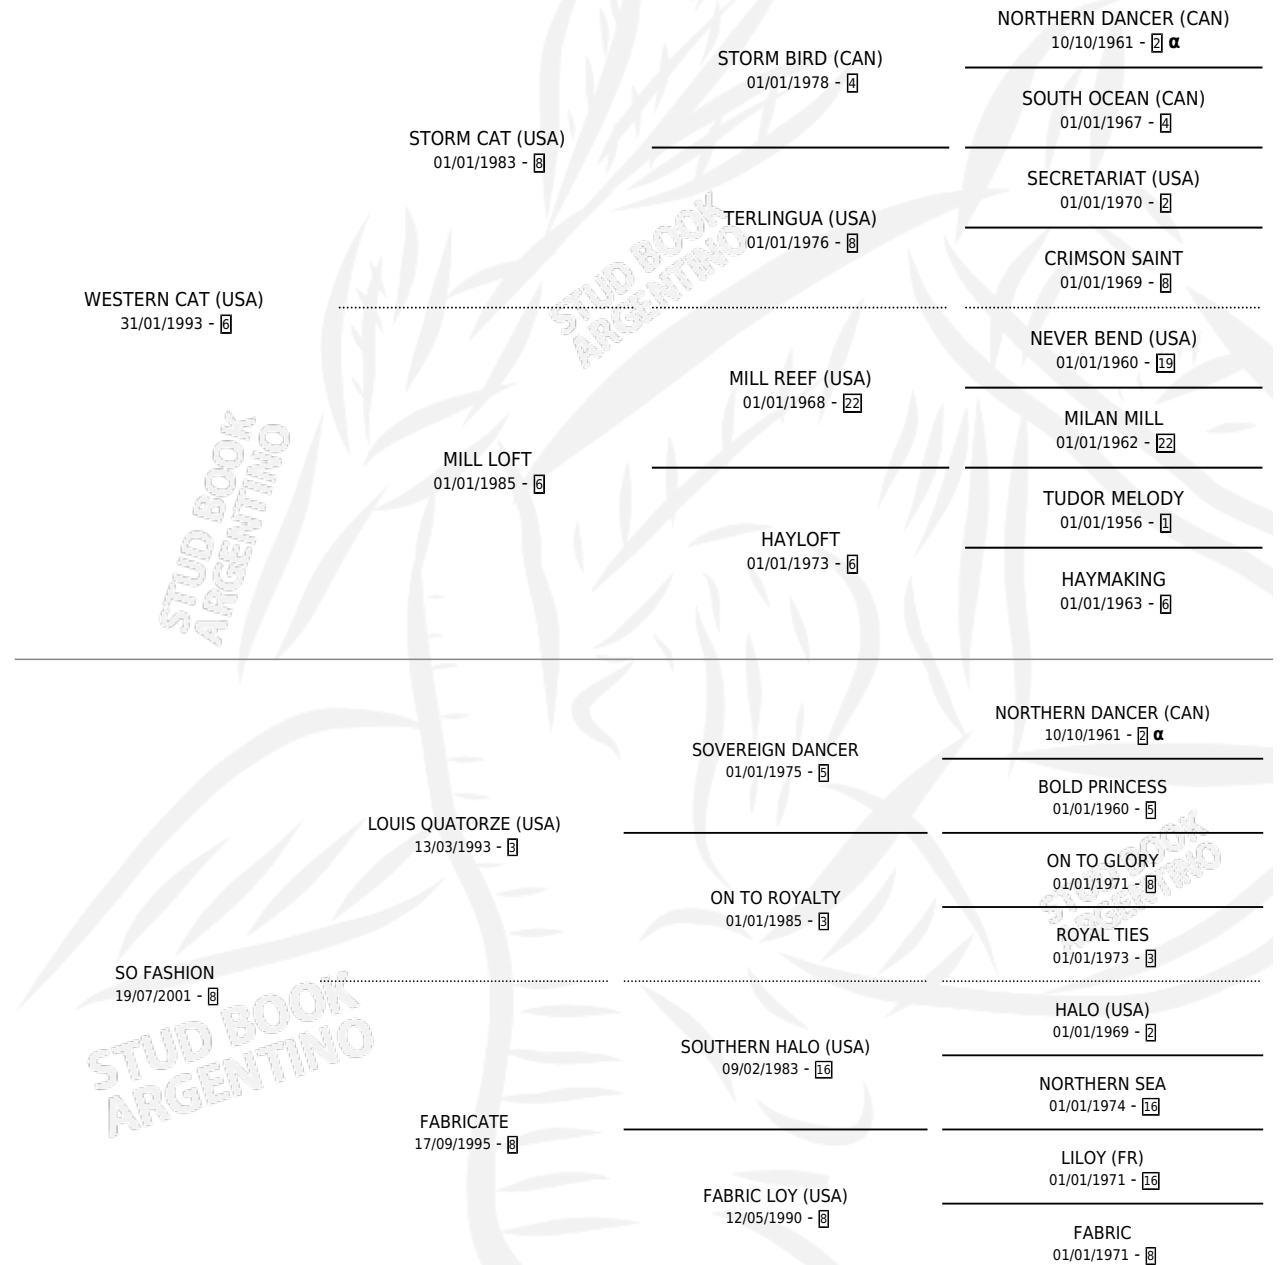 NORTHERN DANCER (CAN)
10/10/1961 - 2 α
STORM BIRD (CAN)
01/01/1978 - 4
SOUTH OCEAN (CAN)
01/01/1967 - 4
STORM CAT (USA)
01/01/1983 - 8
SECRETARIAT (USA)
01/01/1970 - 2
TERLINGUA (USA)
01/01/1976 - 8
CRIMSON SAINT
01/01/1969 - 8
WESTERN CAT (USA)
31/01/1993 - 6
NEVER BEND (USA)
01/01/1960 - 19
MILL REEF (USA)
01/01/1968 - 22
MILAN MILL
01/01/1962 - 22
MILL LOFT
01/01/1985 - 6
TUDOR MELODY
01/01/1956 - 1
HAYLOFT
01/01/1973 - 6
HAYMAKING
01/01/1963 - 6
NORTHERN DANCER (CAN)
10/10/1961 - 2 α
SOVEREIGN DANCER
01/01/1975 - 5
BOLD PRINCESS
01/01/1960 - 5
LOUIS QUATORZE (USA)
13/03/1993 - 3
ON TO GLORY
01/01/1971 - 8
ON TO ROYALTY
01/01/1985 - 3
ROYAL TIES
01/01/1973 - 3
SO FASHION
19/07/2001 - 8
HALO (USA)
01/01/1969 - 2
SOUTHERN HALO (USA)
09/02/1983 - 16
NORTHERN SEA
01/01/1974 - 16
FABRICATE
17/09/1995 - 8
LILOY (FR)
01/01/1971 - 16
FABRIC LOY (USA)
12/05/1990 - 8
FABRIC
01/01/1971 - 8
STUD BOOK
ARGENTINO
STUD BOOK
ARGENTINO
STUD BOOK
ARGENTINO
STUD BOOK
ARGENTINO